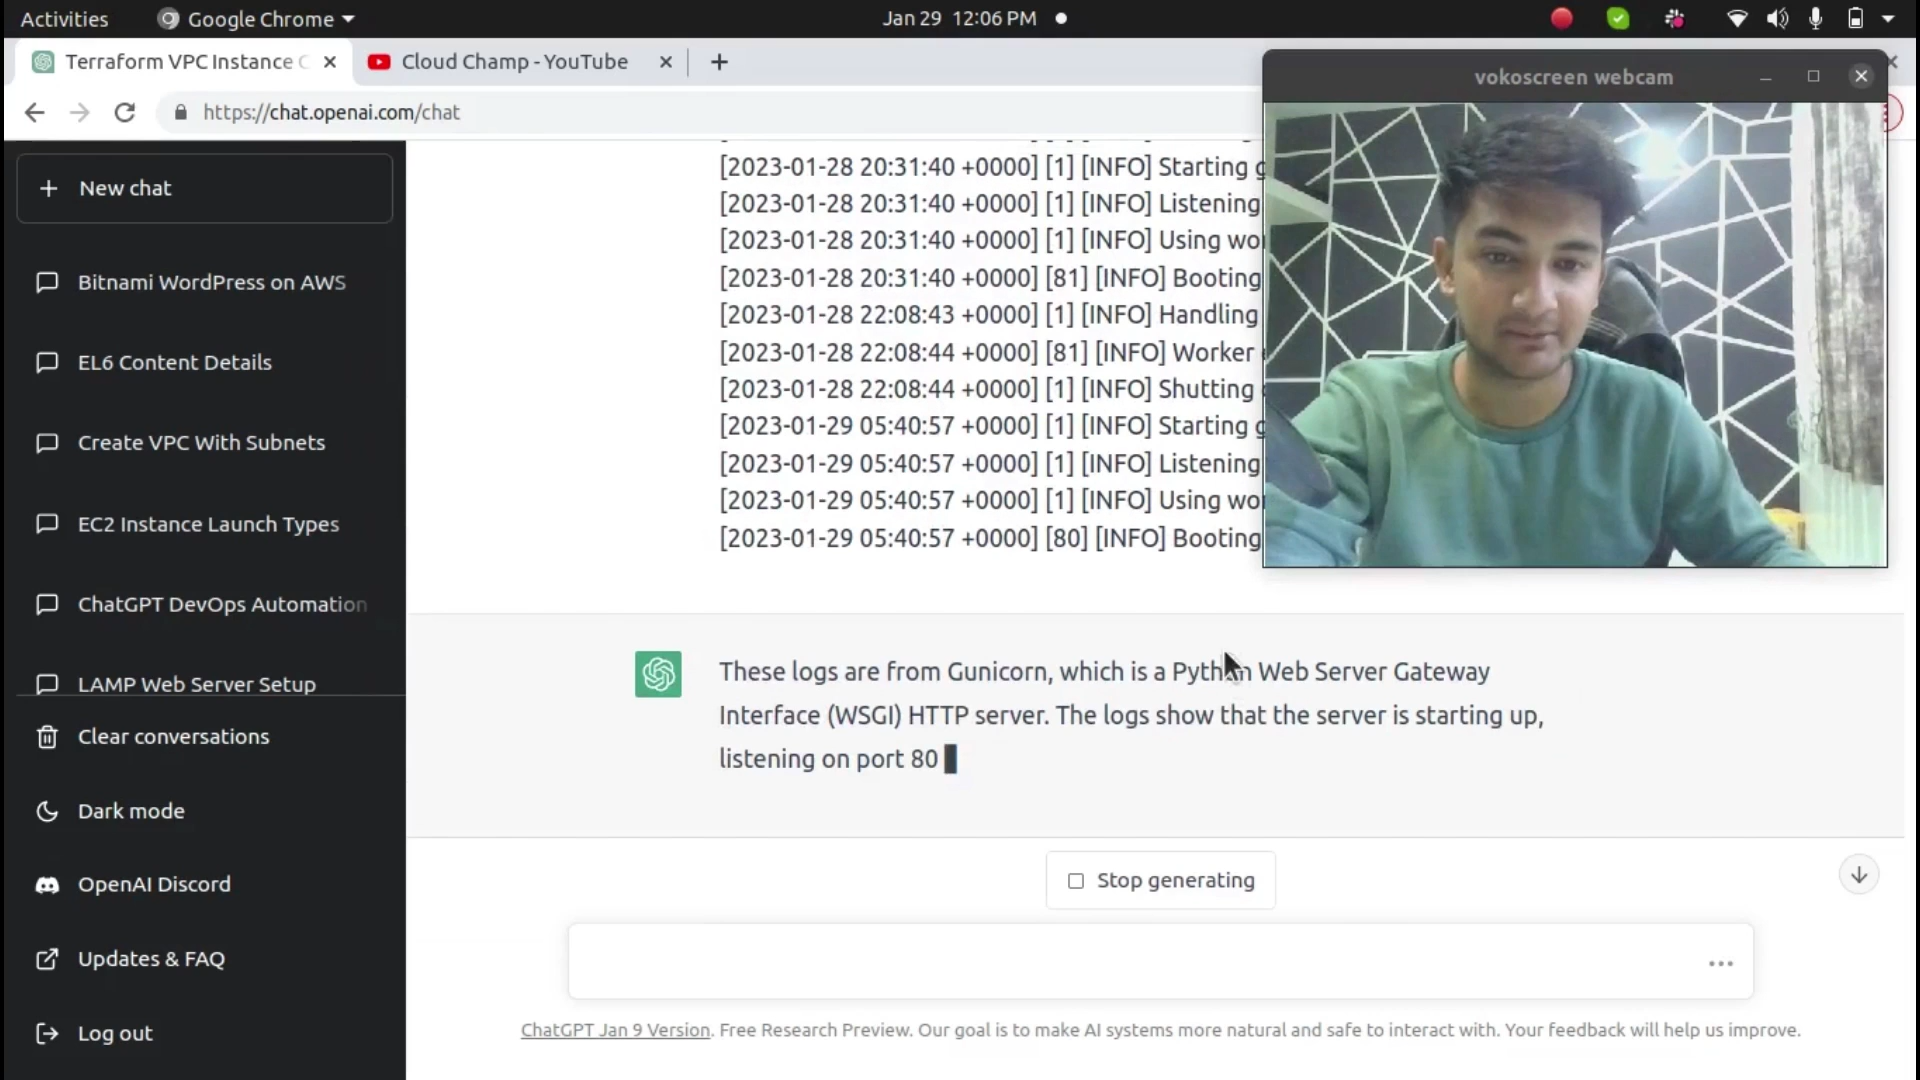 Activities
Google Chrome
Jan 29 12:06 PM
Terraform VPC Instance C
Cloud Champ - YouTube
vokoscreen webcam
https://chat.openai.com/chat
New chat
Bitnami WordPress on AWS
EL6 Content Details
Create VPC With Subnets
EC2 Instance Launch Types
ChatGPT DevOps Automation
LAMP Web Server Setup
Clear conversations
Dark mode
OpenAI Discord
Updates & FAQ
Log out
[2023-01-28 20:31:40 +0000] [1] [INFO] Starting g
[2023-01-28 20:31:40 +0000] [1] [INFO] Listening
[2023-01-28 20:31:40 +0000] [1] [INFO] Using wo
[2023-01-28 20:31:40 +0000] [81] [INFO] Booting
[2023-01-28 22:08:43 +0000] [1] [INFO] Handling
[2023-01-28 22:08:44 +0000] [81] [INFO] Worker
[2023-01-28 22:08:44 +0000] [1] [INFO] Shutting
[2023-01-29 05:40:57 +0000] [1] [INFO] Starting g
[2023-01-29 05:40:57 +0000] [1] [INFO] Listening
[2023-01-29 05:40:57 +0000] [1] [INFO] Using wo
[2023-01-29 05:40:57 +0000] [80] [INFO] Booting
These logs are from Gunicorn, which is a Python Web Server Gateway
Interface (WSGI) HTTP server. The logs show that the server is starting up,
listening on port 80
Stop generating
ChatGPT Jan 9 Version. Free Research Preview. Our goal is to make AI systems more natural and safe to interact with. Your feedback will help us improve.